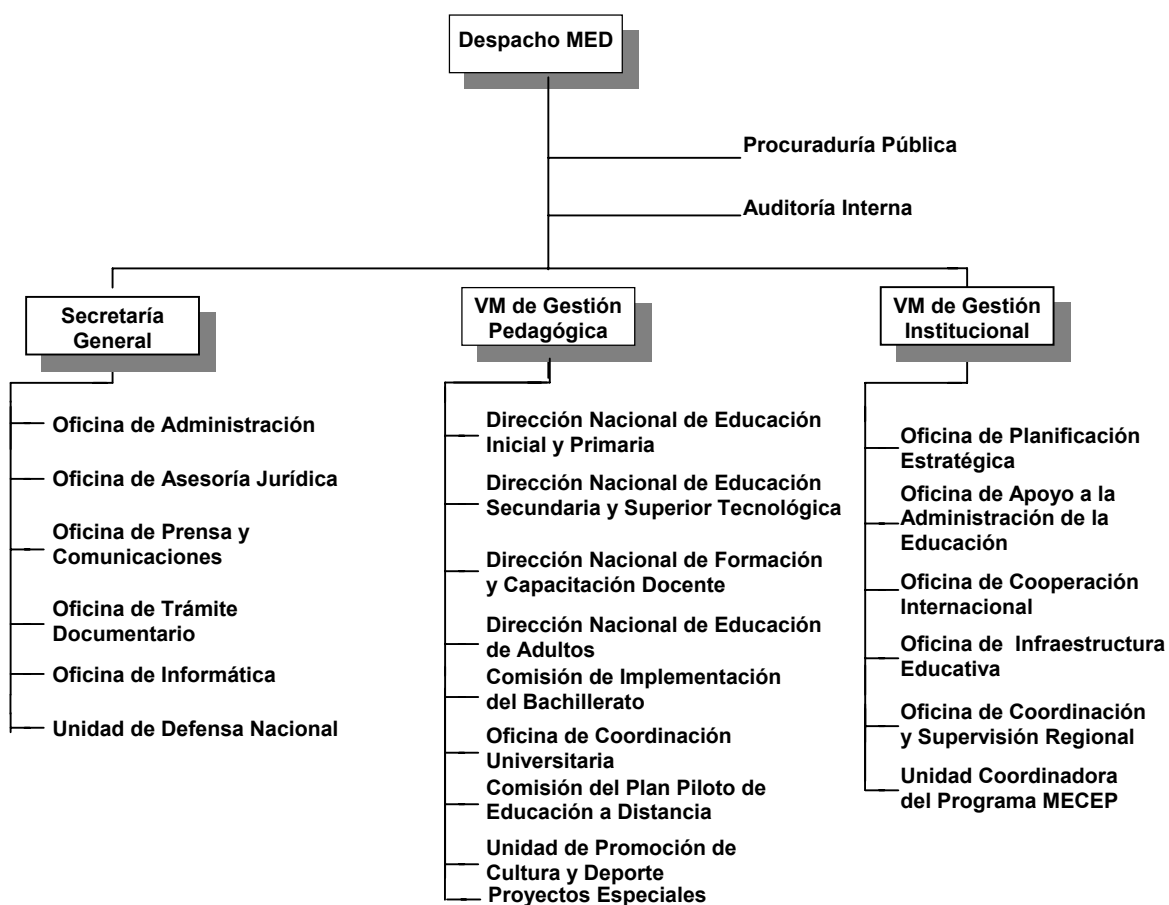 Despacho MED
Procuraduría Pública
Auditoría Interna
Secretaría
General
Oficina de Administración
Oficina de Asesoría Jurídica
Oficina de Prensa y
Comunicaciones
Oficina de Trámite
Documentario
Oficina de Informática
Unidad de Defensa Nacional
VM de Gestión
Pedagógica
Dirección Nacional de Educación
Inicial y Primaria
Dirección Nacional de Educación
Secundaria y Superior Tecnológica
Dirección Nacional de Formación
y Capacitación Docente
Dirección Nacional de Educación
de Adultos
Comisión de Implementación
del Bachillerato
Oficina de Coordinación
Universitaria
Comisión del Plan Piloto de
Educación a Distancia
Unidad de Promoción de
Cultura y Deporte
Proyectos Especiales
VM de Gestión
Institucional
Oficina de Planificación
Estratégica
Oficina de Apoyo a la
Administración de la
Educación
Oficina de Cooperación
Internacional
Oficina de  Infraestructura
Educativa
Oficina de Coordinación
y Supervisión Regional
Unidad Coordinadora
del Programa MECEP